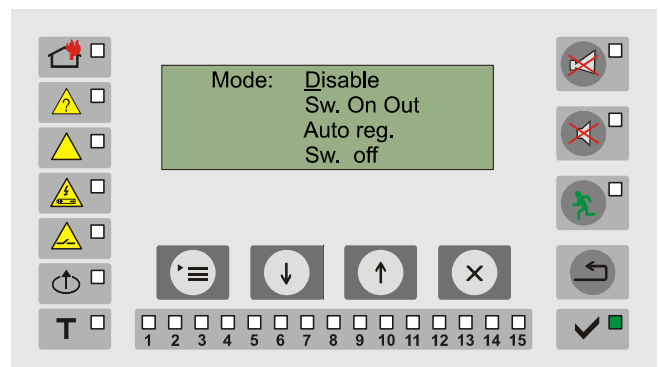 Mode: Disable
Sw. On Out
Auto reg.
Sw. off
?
T
1 2 3 4 5 6 7 8 9 10 11 12 13 14 15